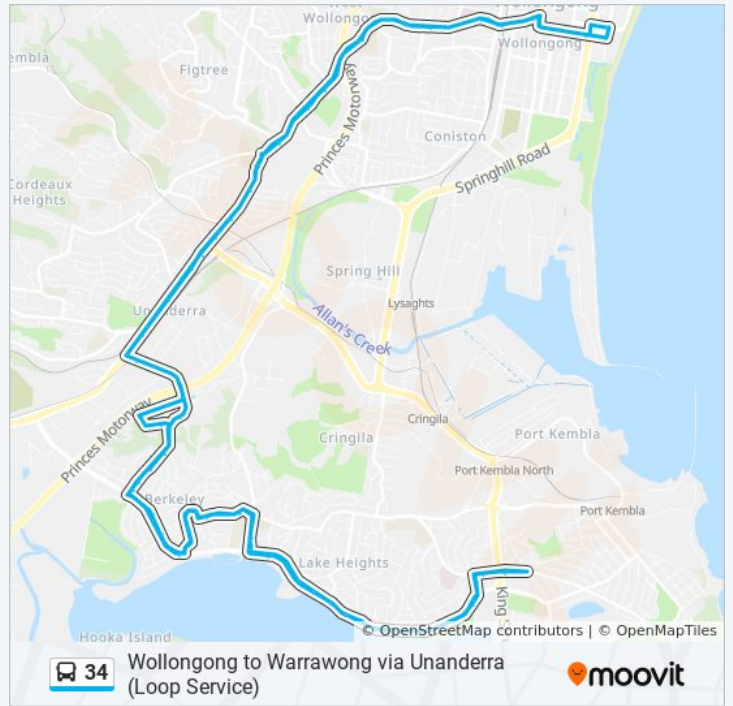 West
Wollongong
Wollongong
Wollongong
embla
Figtree
Princes Motorway
Coniston
Springhill Road
Cordeaux
Heights
Spring Hill
Lysaghts
Unanderra
Allan's Creek
Princes Motorway
Cringila
Cringila
Port Kembla
Port Kembla North
Berkeley
Port Kembla
Lake Heights
King S
Hooka Island
© OpenStreetMap contributors | © OpenMapTiles
34
Wollongong to Warrawong via Unanderra
(Loop Service)
moovit